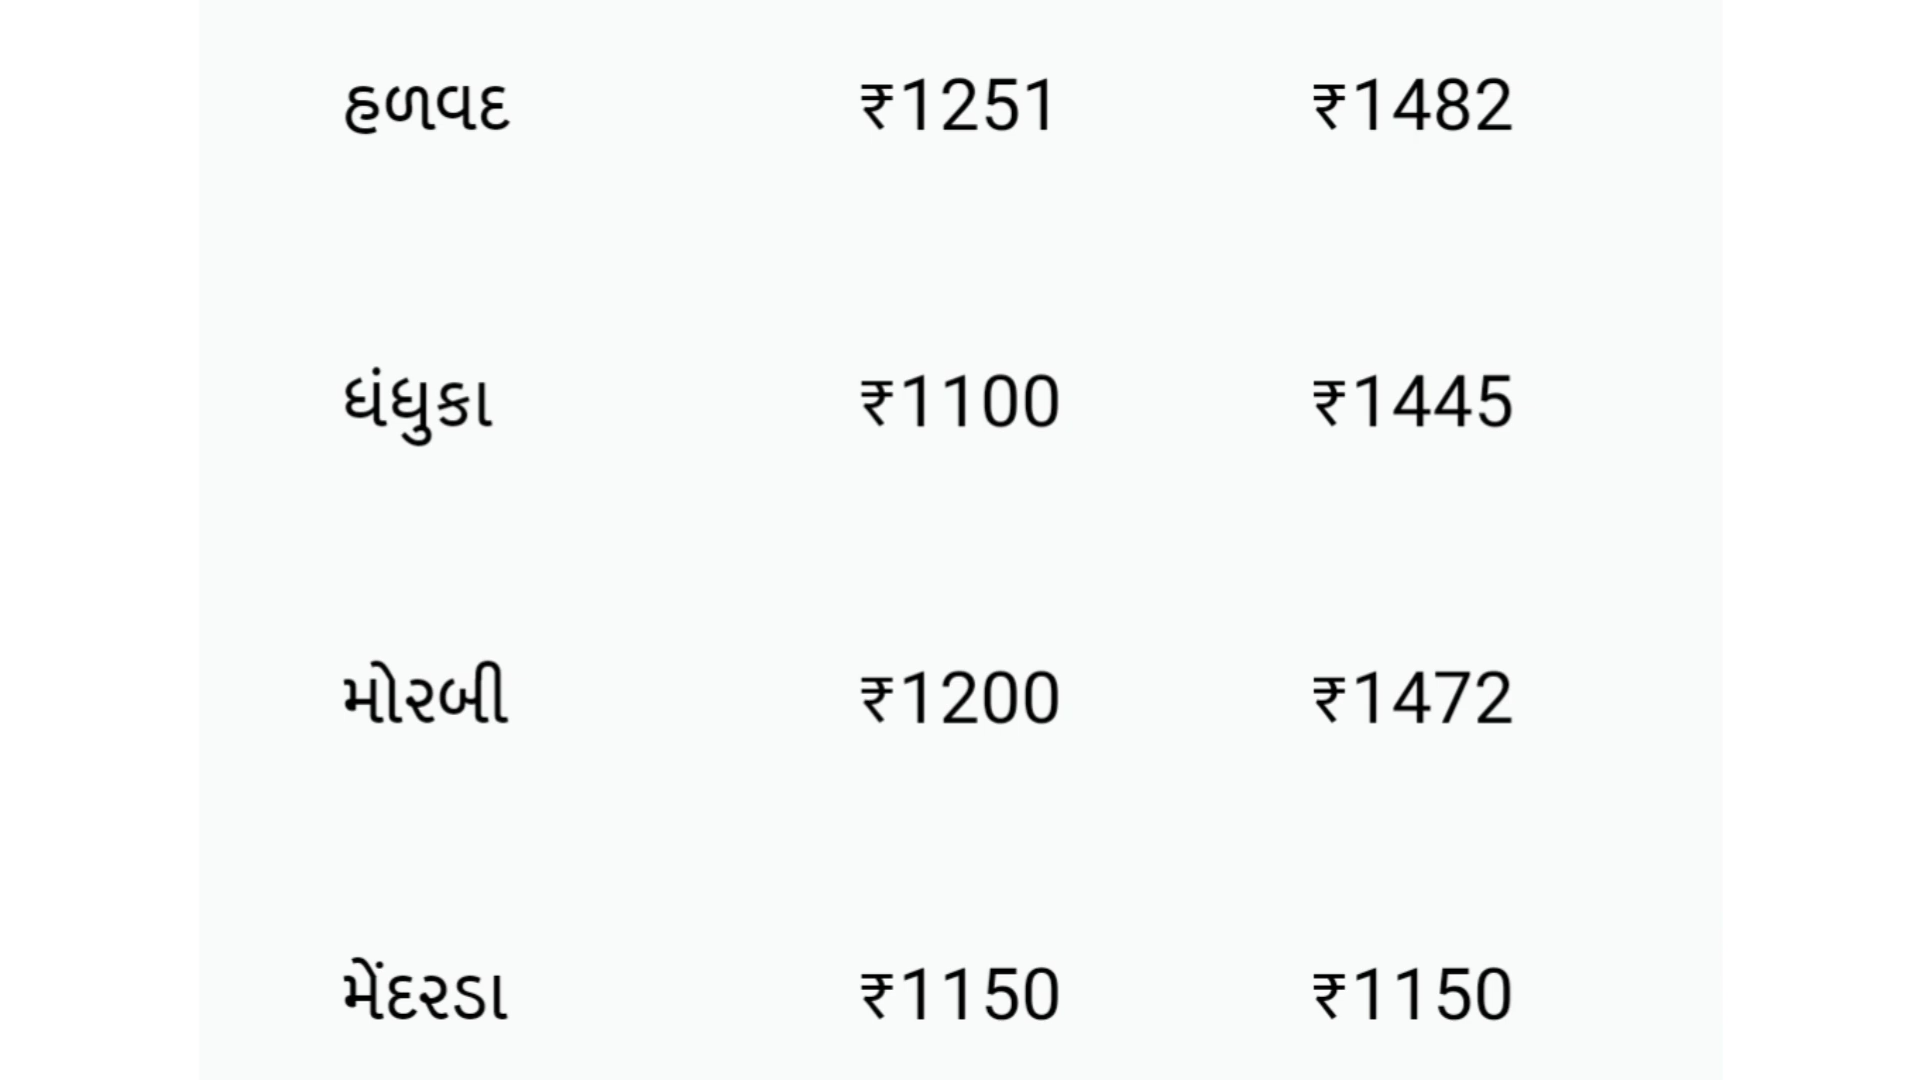 હળવદ ₹1251 ₹1482
ધંધુકા ₹1100 ₹1445
મોરબી ₹1200 ₹1472
મેંદરડા ₹1150 ₹1150